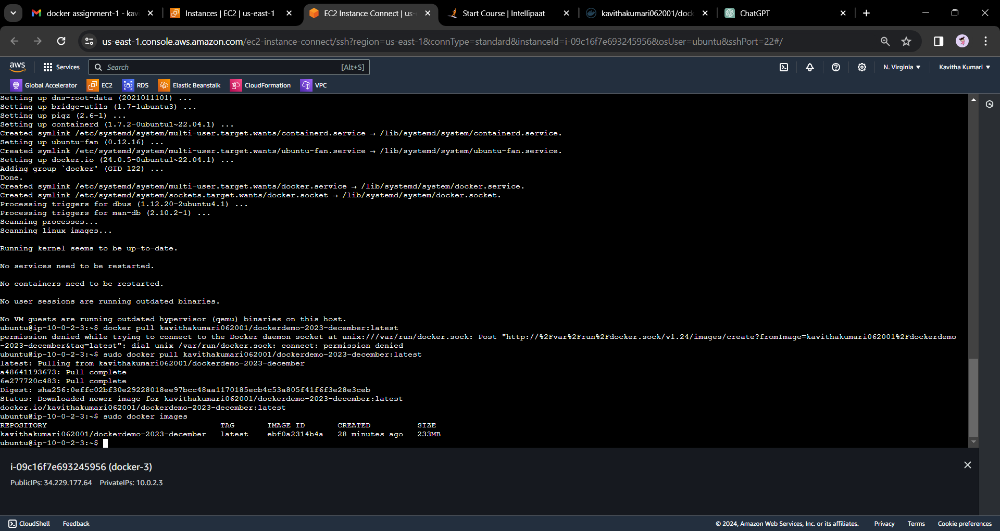 docker assignment-1 - kavi
Instances | EC2 | us-east-1
EC2 Instance Connect | us-
Start Course | Intellipaat
kavithakumari062001/dock
ChatGPT
us-east-1.console.aws.amazon.com/ec2-instance-connect/ssh?region=us-east-1&connType=standard&instanceId=i-09c16f7e693245956&osUser=ubuntu&sshPort=22#/
aws Services Search [Alt+S] N. Virginia Kavitha Kumari
Global Accelerator EC2 RDS Elastic Beanstalk CloudFormation VPC
Setting up dns-root-data (2021011101) ...
Setting up bridge-utils (1.7-1ubuntu3) ...
Setting up pigz (2.6-1) ...
Setting up containerd (1.7.2-0ubuntu1~22.04.1) ...
Created symlink /etc/systemd/system/multi-user.target.wants/containerd.service → /lib/systemd/system/containerd.service.
Setting up ubuntu-fan (0.12.16) ...
Created symlink /etc/systemd/system/multi-user.target.wants/ubuntu-fan.service → /lib/systemd/system/ubuntu-fan.service.
Setting up docker.io (24.0.5-0ubuntu1~22.04.1) ...
Adding group `docker' (GID 122) ...
Done.
Created symlink /etc/systemd/system/multi-user.target.wants/docker.service → /lib/systemd/system/docker.service.
Created symlink /etc/systemd/system/sockets.target.wants/docker.socket → /lib/systemd/system/docker.socket.
Processing triggers for dbus (1.12.20-2ubuntu4.1) ...
Processing triggers for man-db (2.10.2-1) ...
Scanning processes...
Scanning linux images...
Running kernel seems to be up-to-date.
No services need to be restarted.
No containers need to be restarted.
No user sessions are running outdated binaries.
No VM guests are running outdated hypervisor (qemu) binaries on this host.
ubuntu@ip-10-0-2-3:~$ docker pull kavithakumari062001/dockerdemo-2023-december:latest
permission denied while trying to connect to the Docker daemon socket at unix:///var/run/docker.sock: Post "http://%2Fvar%2Frun%2Fdocker.sock/v1.24/images/create?fromImage=kavithakumari062001%2Fdockerdemo
-2023-december&tag=latest": dial unix /var/run/docker.sock: connect: permission denied
ubuntu@ip-10-0-2-3:~$ sudo docker pull kavithakumari062001/dockerdemo-2023-december:latest
latest: Pulling from kavithakumari062001/dockerdemo-2023-december
a48641193673: Pull complete
6e277720c483: Pull complete
Digest: sha256:0effc02bf30e29228018ee97bcc48aa1170185ecb4c53a805f41f6f3e28e3ceb
Status: Downloaded newer image for kavithakumari062001/dockerdemo-2023-december:latest
docker.io/kavithakumari062001/dockerdemo-2023-december:latest
ubuntu@ip-10-0-2-3:~$ sudo docker images
REPOSITORY TAG IMAGE ID CREATED SIZE
kavithakumari062001/dockerdemo-2023-december latest ebf0a2314b4a 28 minutes ago 233MB
ubuntu@ip-10-0-2-3:~$
i-09c16f7e693245956 (docker-3)
PublicIPs: 34.229.177.64 PrivateIPs: 10.0.2.3
CloudShell Feedback © 2024, Amazon Web Services, Inc. or its affiliates. Privacy Terms Cookie preferences